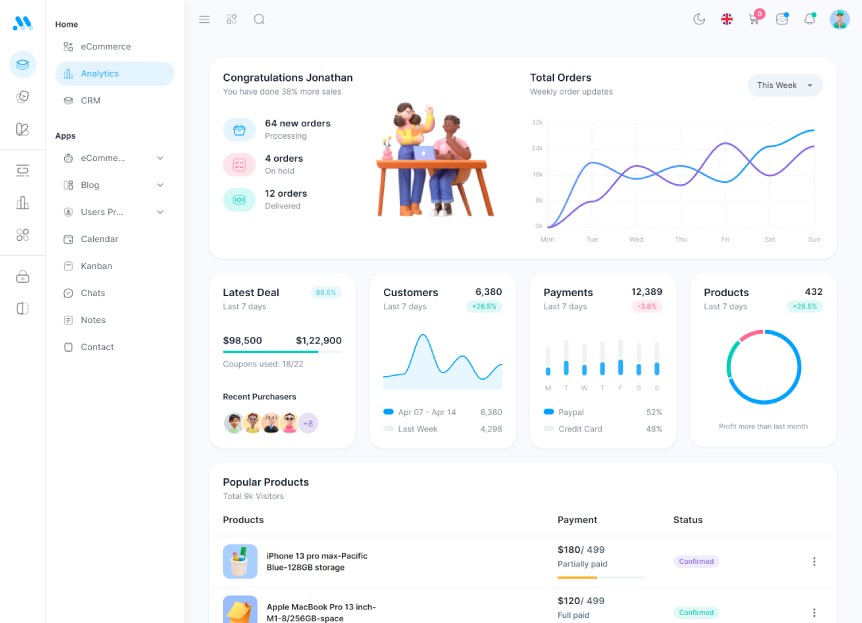 Home
eCommerce
Analytics
CRM
Apps
eComme...
Blog
Users Pr...
Calendar
Kanban
Chats
Notes
Contact
0
Congratulations Jonathan
You have done 38% more sales
64 new orders
Processing
4 orders
On hold
12 orders
Delivered
Total Orders
Weekly order updates
This Week
32k
24k
16k
8k
0k
Mon Tue Wed Thu Fri Sat Sun
Latest Deal 86.5%
Last 7 days
$98,500 $1,22,900
Coupons used: 18/22
Recent Purchasers
+8
Customers 6,380
Last 7 days +26.5%
Apr 07 - Apr 14 6,380
Last Week 4,298
Payments 12,389
Last 7 days -3.8%
M T W T F S S
Paypal 52%
Credit Card 48%
Products 432
Last 7 days +26.5%
Profit more than last month
Popular Products
Total 9k Visitors
Products Payment Status
iPhone 13 pro max-Pacific
Blue-128GB storage
$180/ 499
Partially paid
Confirmed
Apple MacBook Pro 13 inch-
M1-8/256GB-space
$120/ 499
Full paid
Confirmed